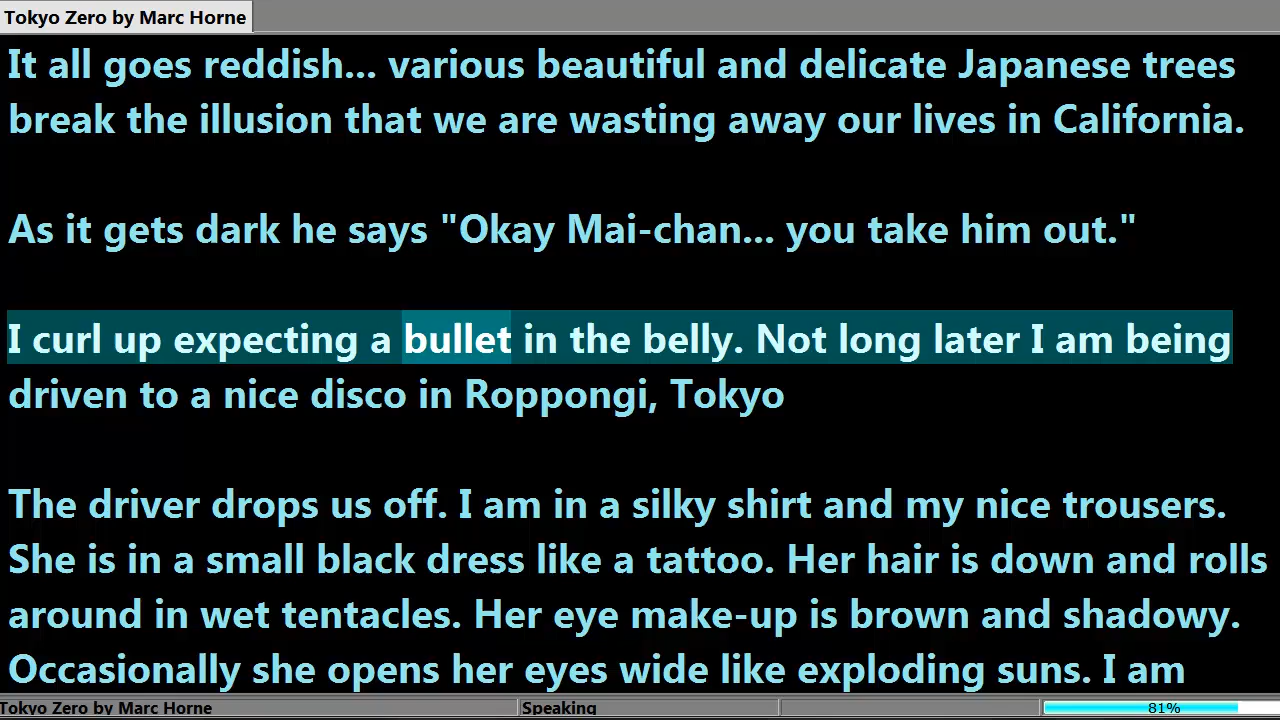 Tokyo Zero by Marc Horne
It all goes reddish... various beautiful and delicate Japanese trees
break the illusion that we are wasting away our lives in California.
As it gets dark he says "Okay Mai-chan... you take him out."
I curl up expecting a bullet in the belly. Not long later I am being
driven to a nice disco in Roppongi, Tokyo
The driver drops us off. I am in a silky shirt and my nice trousers.
She is in a small black dress like a tattoo. Her hair is down and rolls
around in wet tentacles. Her eye make-up is brown and shadowy.
Occasionally she opens her eyes wide like exploding suns. I am
Tokyo Zero by Marc Horne Speaking 81%